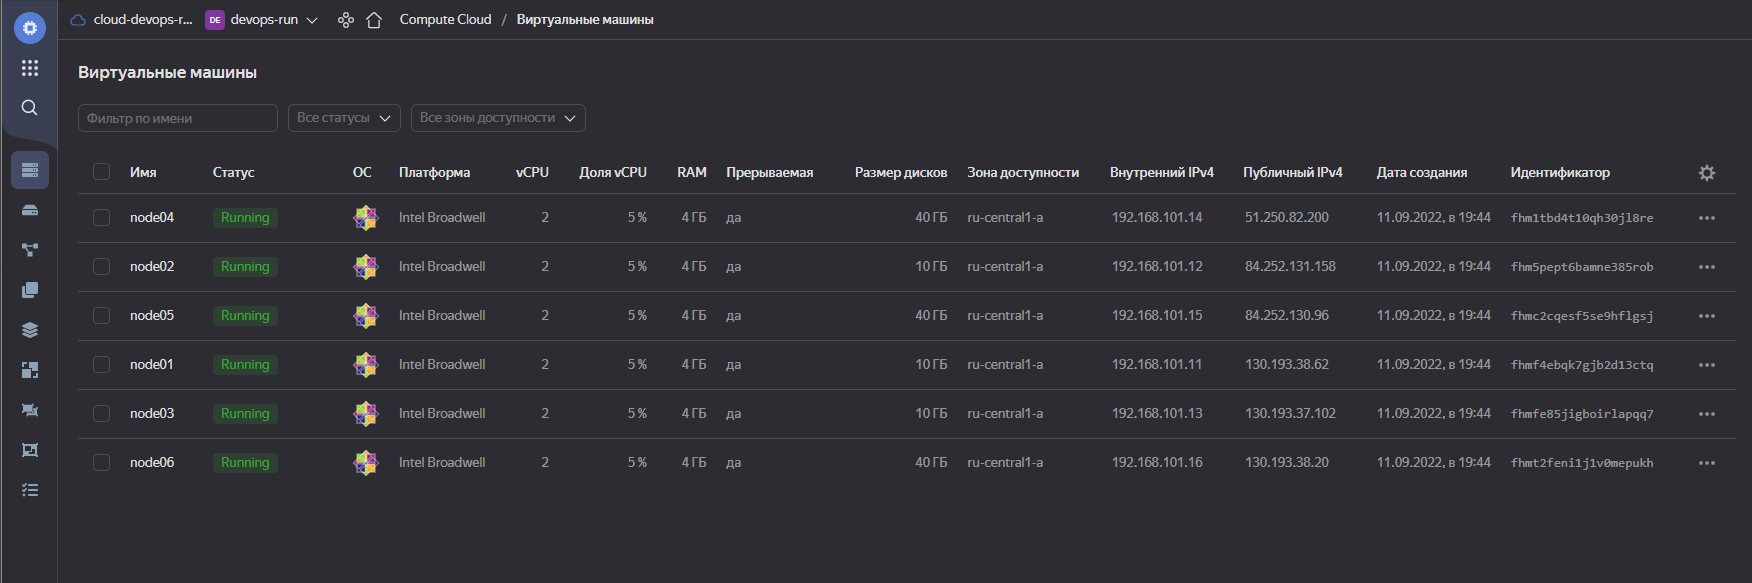 cloud-devops-r... DE devops-run Compute Cloud / Виртуальные машины
Виртуальные машины
Фильтр по имени Все статусы Все зоны доступности
Имя Статус ОС Платформа vCPU Доля vCPU RAM Прерываемая Размер дисков Зона доступности Внутренний IPv4 Публичный IPv4 Дата создания Идентификатор
node04 Running Intel Broadwell 2 5 % 4 ГБ да 40 ГБ ru-central1-a 192.168.101.14 51.250.82.200 11.09.2022, в 19:44 fhm1tbd4t10qh30jl8re
node02 Running Intel Broadwell 2 5 % 4 ГБ да 10 ГБ ru-central1-a 192.168.101.12 84.252.131.158 11.09.2022, в 19:44 fhm5pept6bamne385rob
node05 Running Intel Broadwell 2 5 % 4 ГБ да 40 ГБ ru-central1-a 192.168.101.15 84.252.130.96 11.09.2022, в 19:44 fhmc2cqesf5se9hflgsj
node01 Running Intel Broadwell 2 5 % 4 ГБ да 10 ГБ ru-central1-a 192.168.101.11 130.193.38.62 11.09.2022, в 19:44 fhmf4ebqk7gjb2d13ctq
node03 Running Intel Broadwell 2 5 % 4 ГБ да 10 ГБ ru-central1-a 192.168.101.13 130.193.37.102 11.09.2022, в 19:44 fhmfe85jigboirlapqq7
node06 Running Intel Broadwell 2 5 % 4 ГБ да 40 ГБ ru-central1-a 192.168.101.16 130.193.38.20 11.09.2022, в 19:44 fhmt2feni1j1v0mepukh